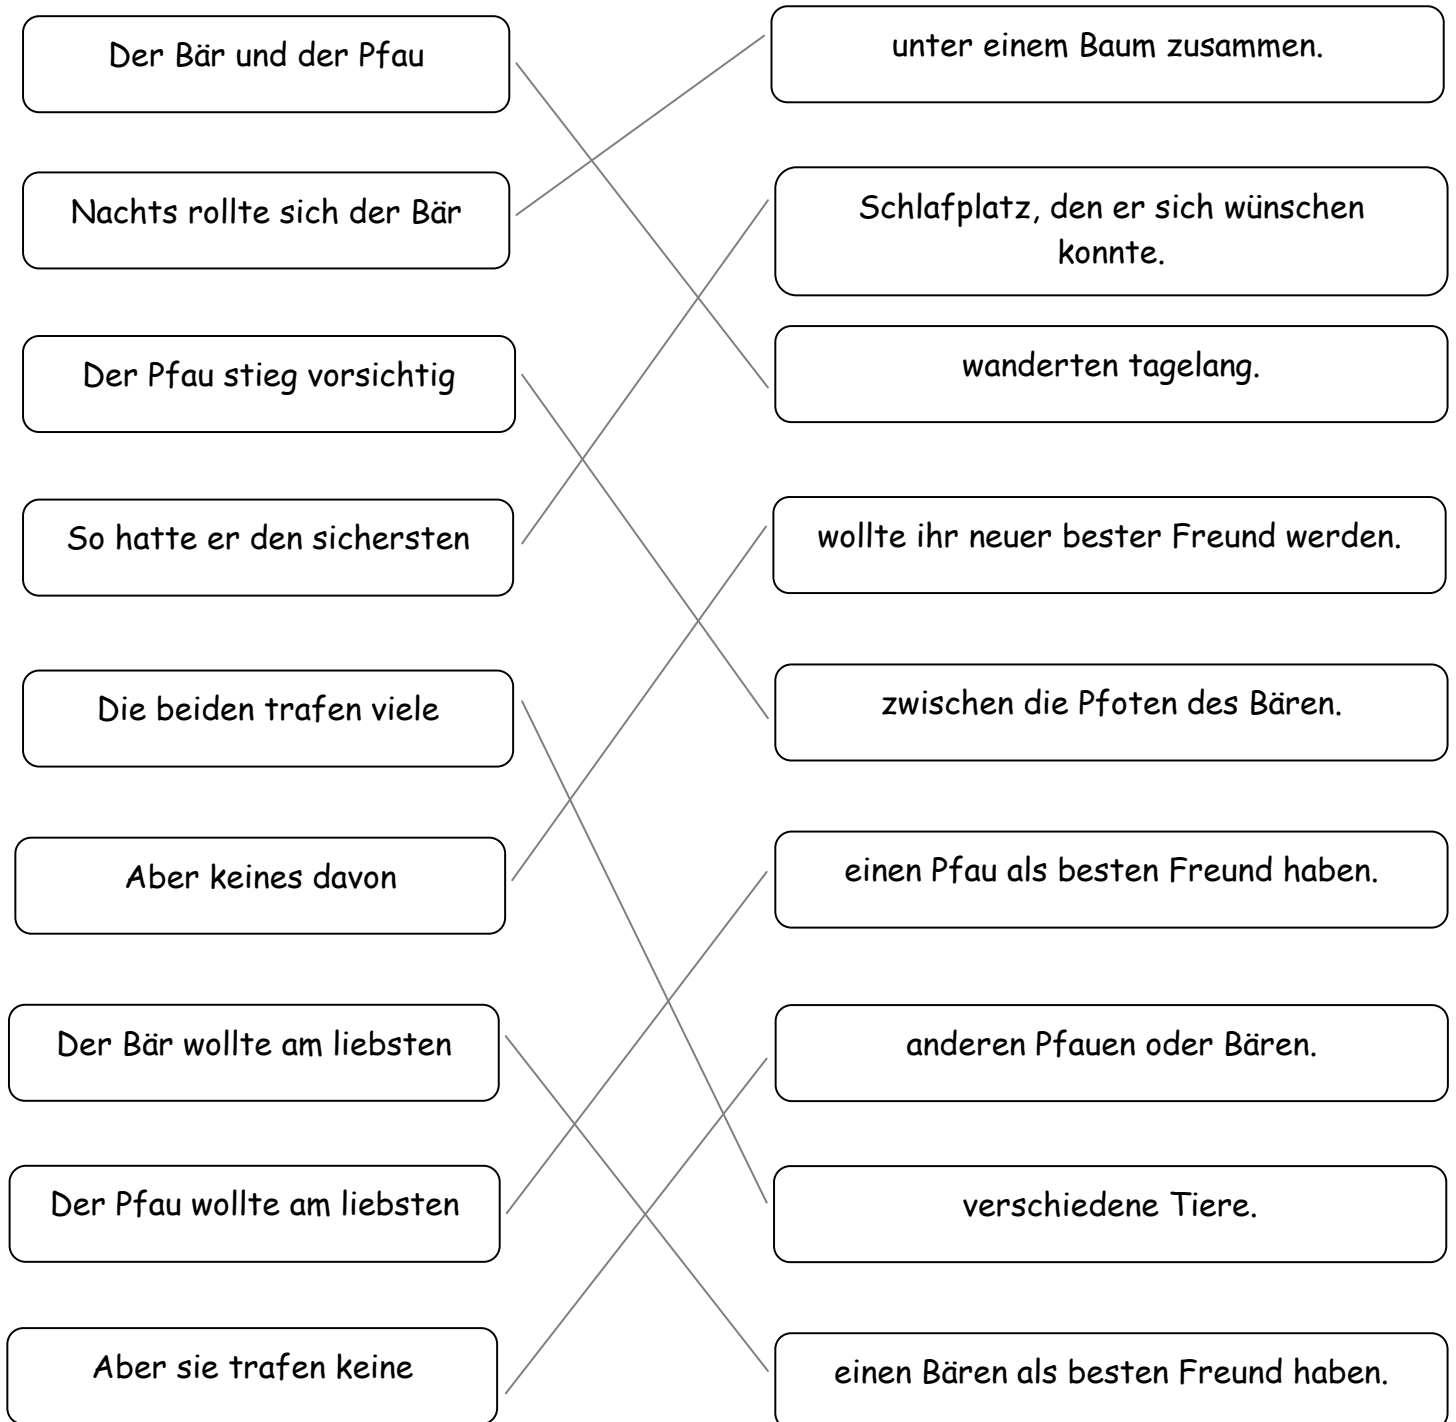 Der Bär und der Pfau
unter einem Baum zusammen.
Nachts rollte sich der Bär
Schlafplatz, den er sich wünschen
konnte.
Der Pfau stieg vorsichtig
wanderten tagelang.
So hatte er den sichersten
wollte ihr neuer bester Freund werden.
Die beiden trafen viele
zwischen die Pfoten des Bären.
Aber keines davon
einen Pfau als besten Freund haben.
Der Bär wollte am liebsten
anderen Pfauen oder Bären.
Der Pfau wollte am liebsten
verschiedene Tiere.
Aber sie trafen keine
einen Bären als besten Freund haben.